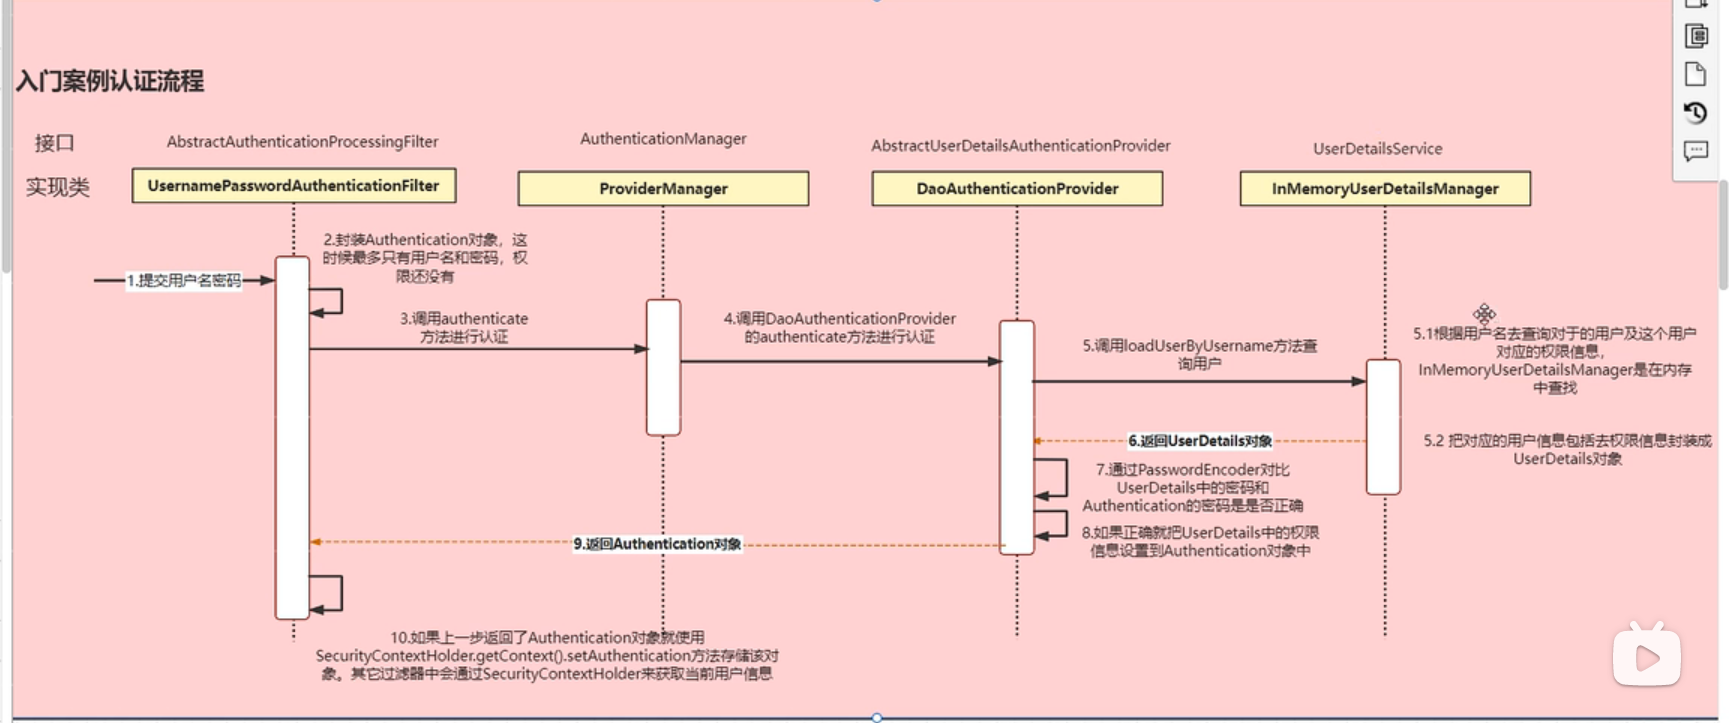 入门案例认证流程
接口
AbstractAuthenticationProcessingFilter
AuthenticationManager
AbstractUserDetailsAuthenticationProvider
UserDetailsService
实现类
UsernamePasswordAuthenticationFilter
ProviderManager
DaoAuthenticationProvider
InMemoryUserDetailsManager
1.提交用户名密码
2.封装Authentication对象，这
时候最多只有用户名和密码，权
限还没有
3.调用authenticate
方法进行认证
4.调用DaoAuthenticationProvider
的authenticate方法进行认证
5.调用loadUserByUsername方法查
询用户
5.1根据用户名去查询对于的用户及这个用户
对应的权限信息，
InMemoryUserDetailsManager是在内存
中查找
5.2 把对应的用户信息包括去权限信息封装成
UserDetails对象
6.返回UserDetails对象
7.通过PasswordEncoder对比
UserDetails中的密码和
Authentication的密码是是否正确
8.如果正确就把UserDetails中的权限
信息设置到Authentication对象中
9.返回Authentication对象
10.如果上一步返回了Authentication对象就使用
SecurityContextHolder.getContext().setAuthentication方法存储该对
象。其它过滤器中会通过SecurityContextHolder来获取当前用户信息